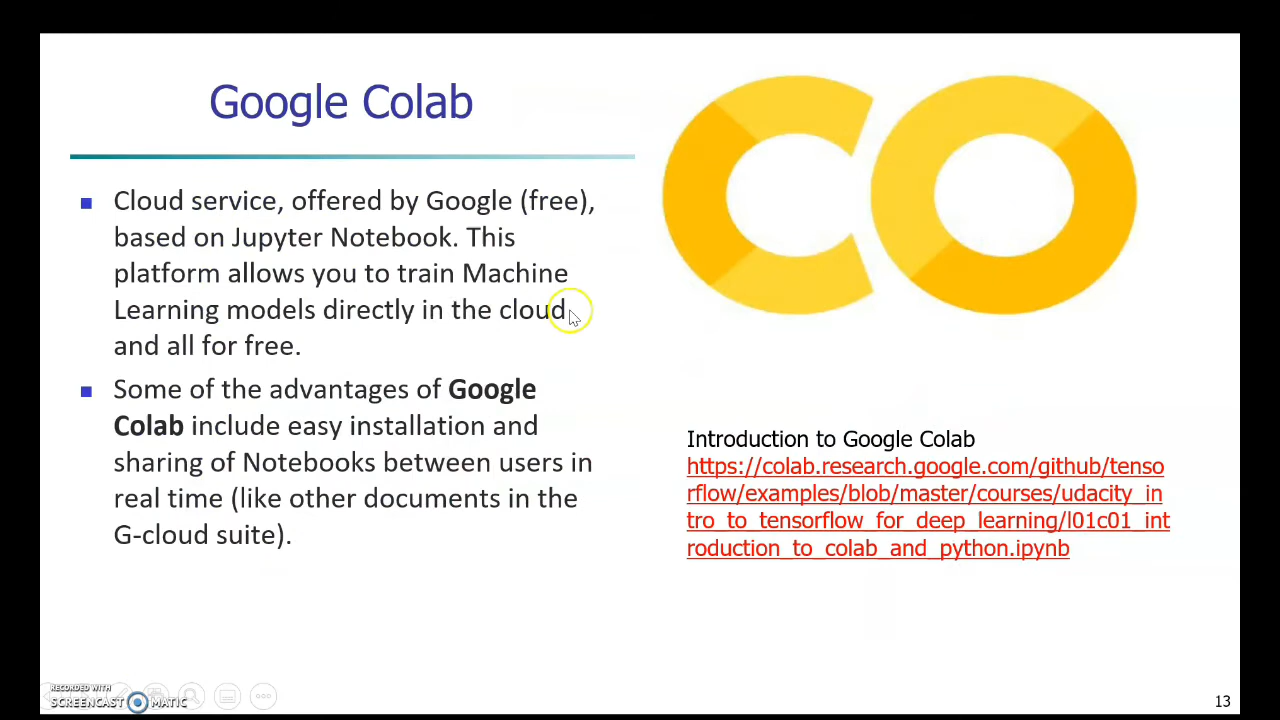 Google Colab
Cloud service, offered by Google (free),
based on Jupyter Notebook. This
platform allows you to train Machine
Learning models directly in the cloud
and all for free.
Some of the advantages of Google
Colab include easy installation and
sharing of Notebooks between users in
real time (like other documents in the
G-cloud suite).
CO
Introduction to Google Colab
https://colab.research.google.com/github/tenso
rflow/examples/blob/master/courses/udacity_in
tro_to_tensorflow_for_deep_learning/l01c01_int
roduction_to_colab_and_python.ipynb
RECORDED WITH
SCREENCAST MATIC
13